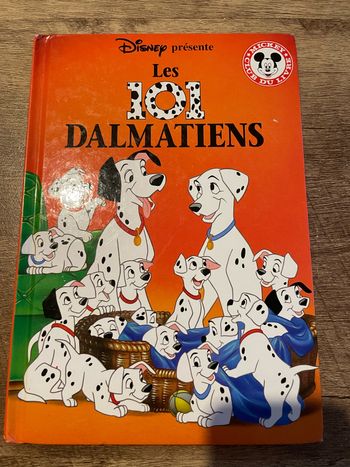 Disney présente
Les
101
DALMATIENS
MICKEY
CLUB DU LIVRE